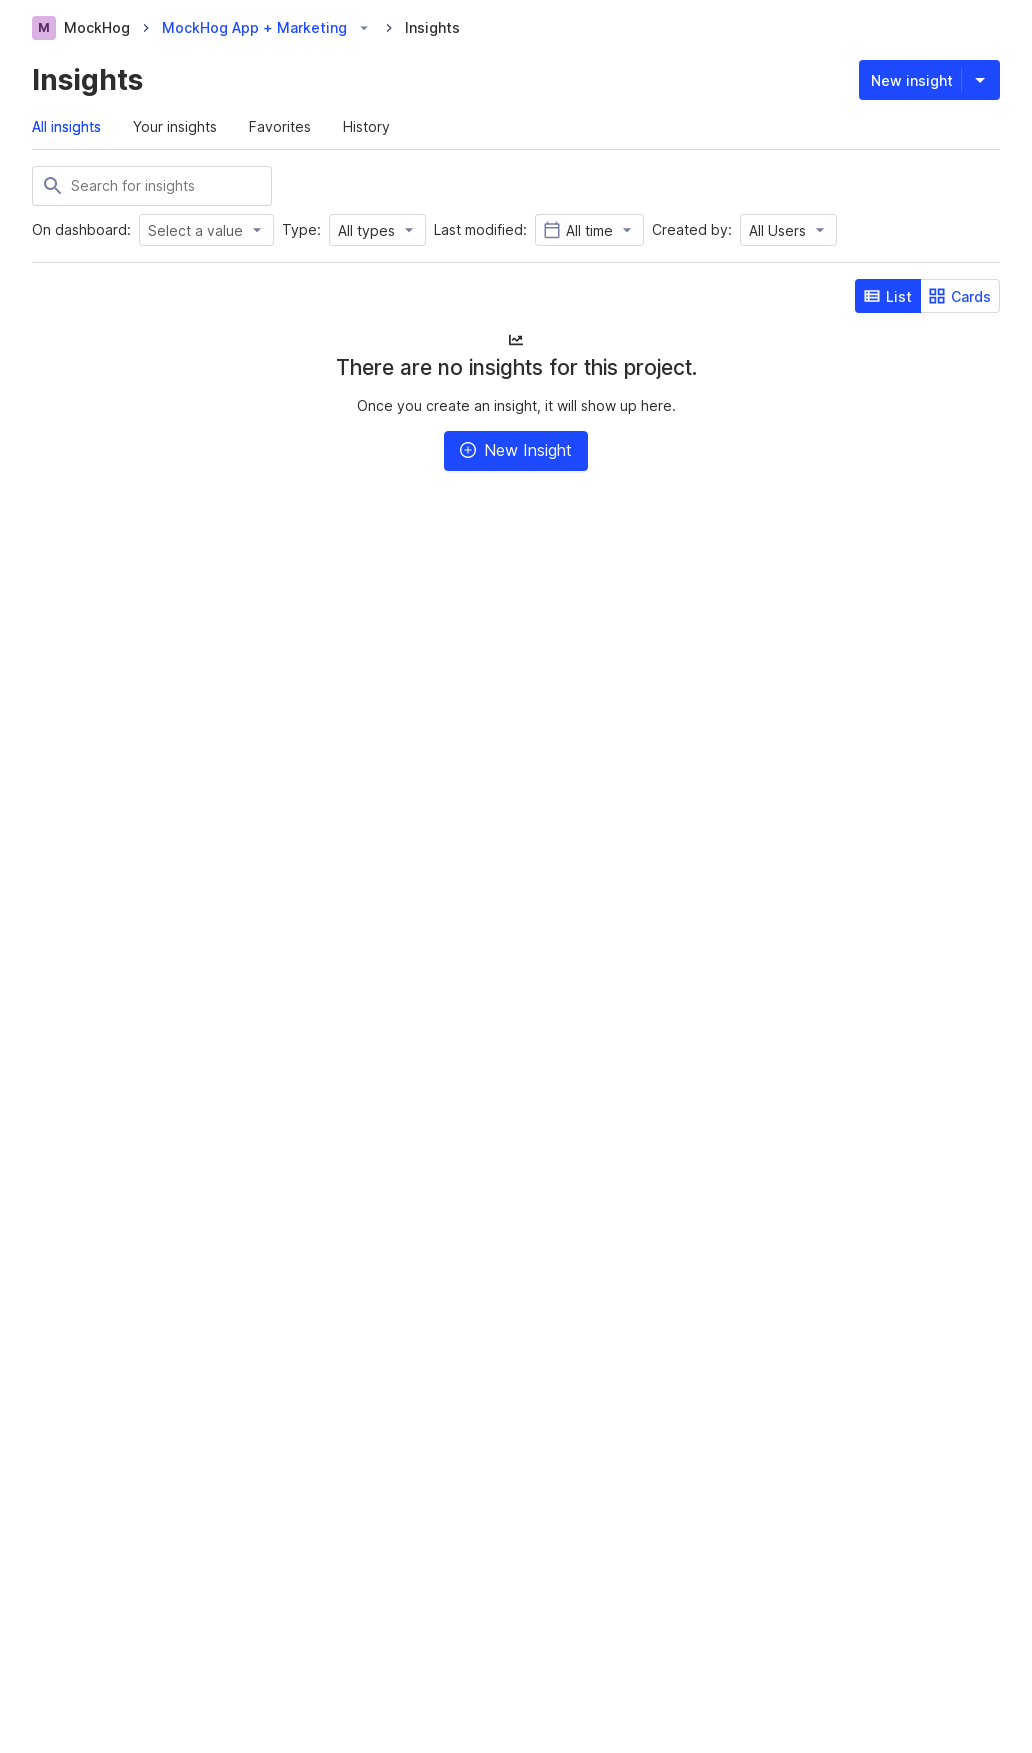 M MockHog > MockHog App + Marketing > Insights
Insights
New insight
All insights Your insights Favorites History
Search for insights
On dashboard: Select a value Type: All types Last modified: All time Created by: All Users
List Cards
There are no insights for this project.
Once you create an insight, it will show up here.
New Insight